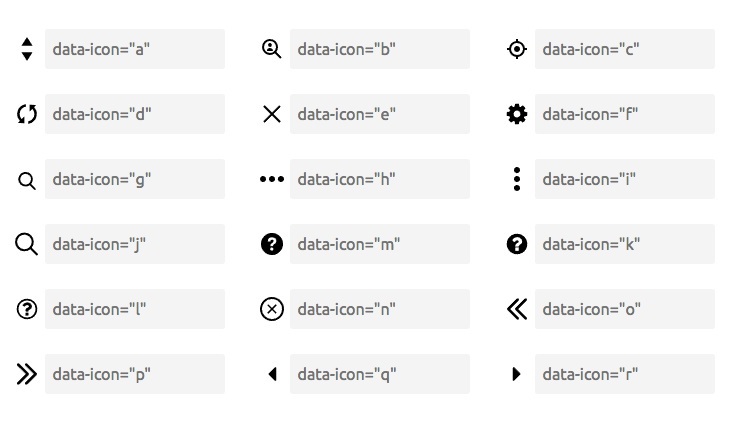 data-icon="a" data-icon="b" data-icon="c"
data-icon="d" data-icon="e" data-icon="f"
data-icon="g" data-icon="h" data-icon="i"
data-icon="j" data-icon="m" data-icon="k"
data-icon="l" data-icon="n" data-icon="o"
data-icon="p" data-icon="q" data-icon="r"